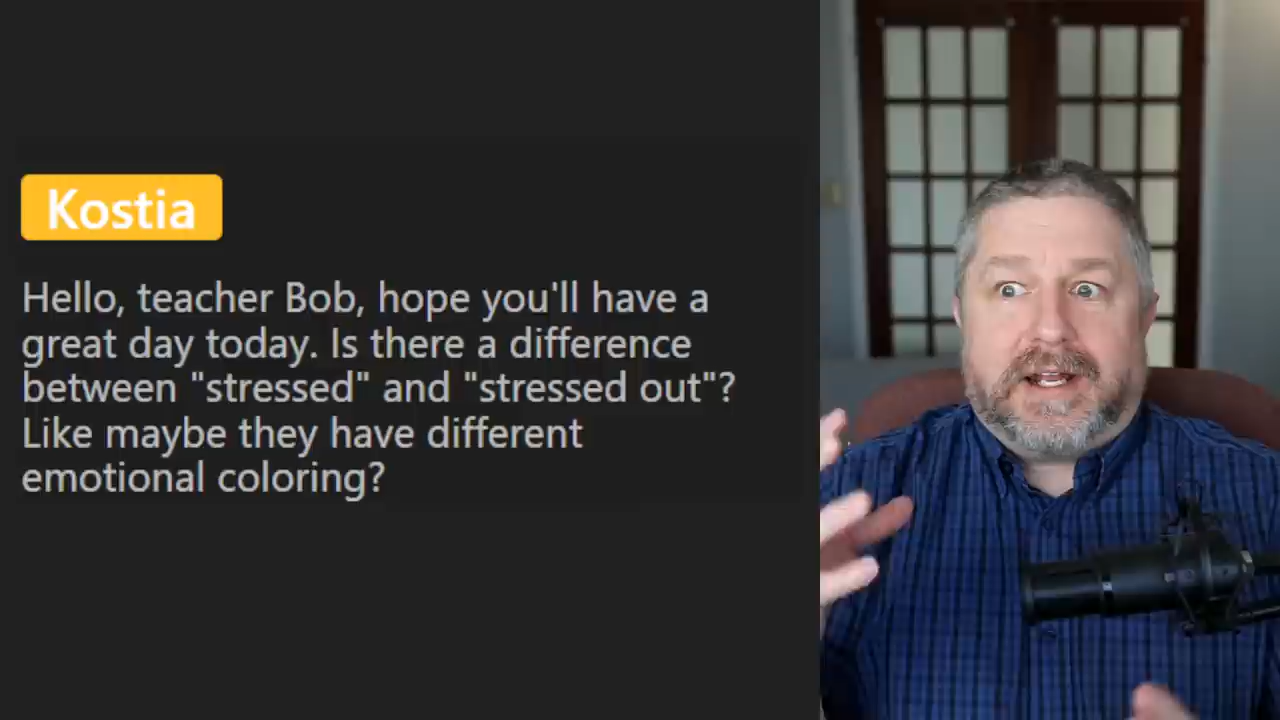 Kostia
Hello, teacher Bob, hope you'll have a
great day today. Is there a difference
between "stressed" and "stressed out"?
Like maybe they have different
emotional coloring?